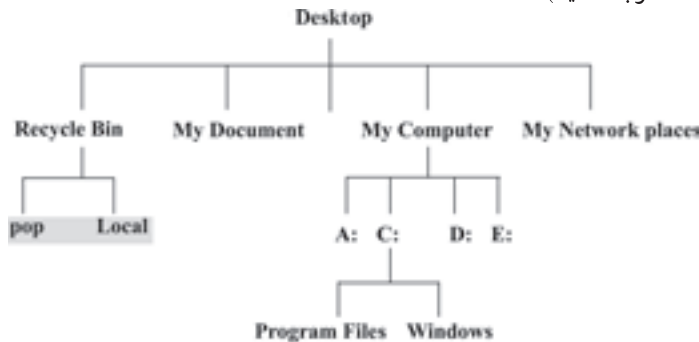 Desktop
Recycle Bin My Document My Computer My Network places
pop Local
A: C: D: E:
Program Files Windows